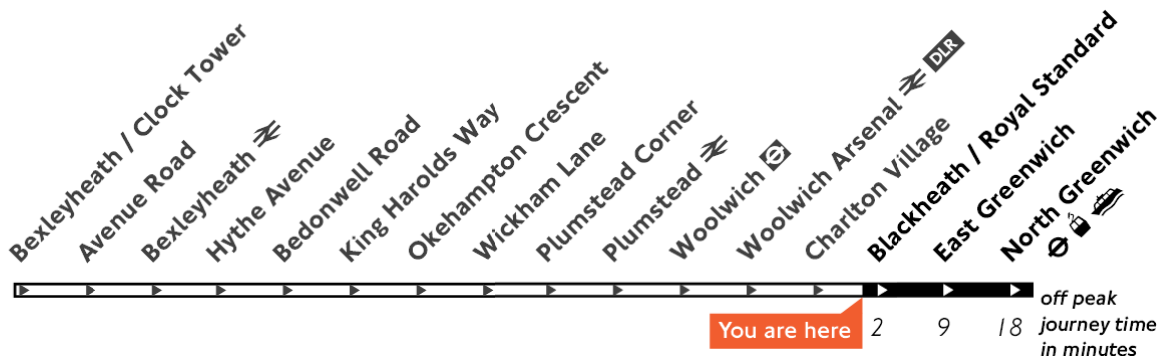 Bexleyheath / Clock Tower
Avenue Road
Bexleyheath
Hythe Avenue
Bedonwell Road
King Harolds Way
Okehampton Crescent
Wickham Lane
Plumstead Corner
Plumstead
Woolwich
Woolwich Arsenal DLR
Charlton Village
Blackheath / Royal Standard
East Greenwich
North Greenwich
You are here
2
9
18
off peak
journey time
in minutes